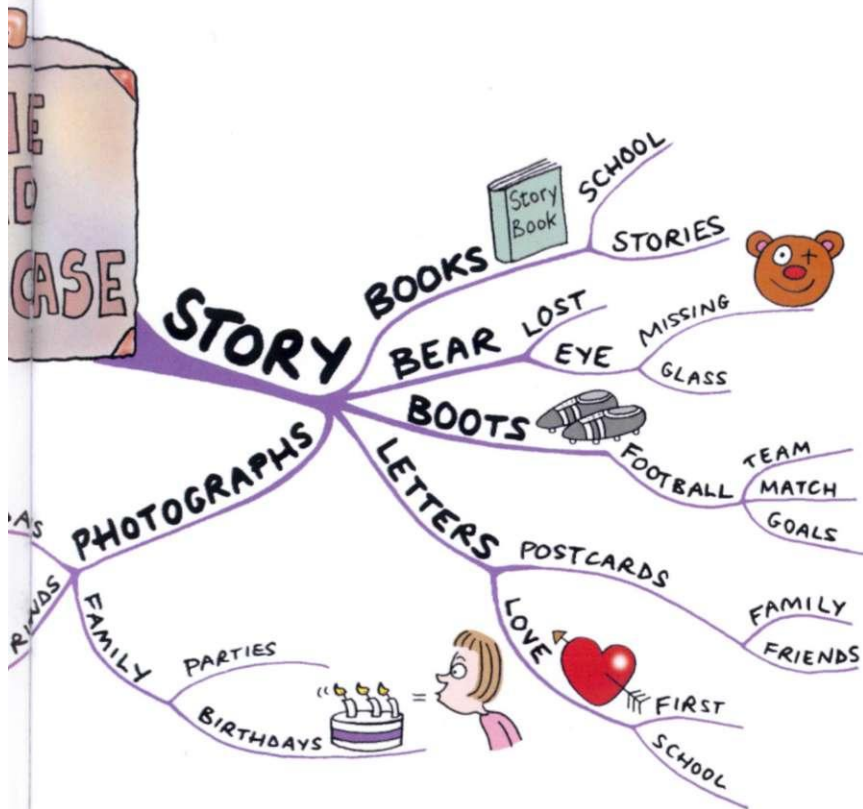 CASE
STORY
BOOKS
Story
Book
SCHOOL
STORIES
BEAR
LOST
EYE
MISSING
GLASS
BOOTS
FOOTBALL
TEAM
MATCH
GOALS
LETTERS
POSTCARDS
FAMILY
FRIENDS
LOVE
FIRST
SCHOOL
PHOTOGRAPHS
FAMILY
PARTIES
BIRTHDAYS
=